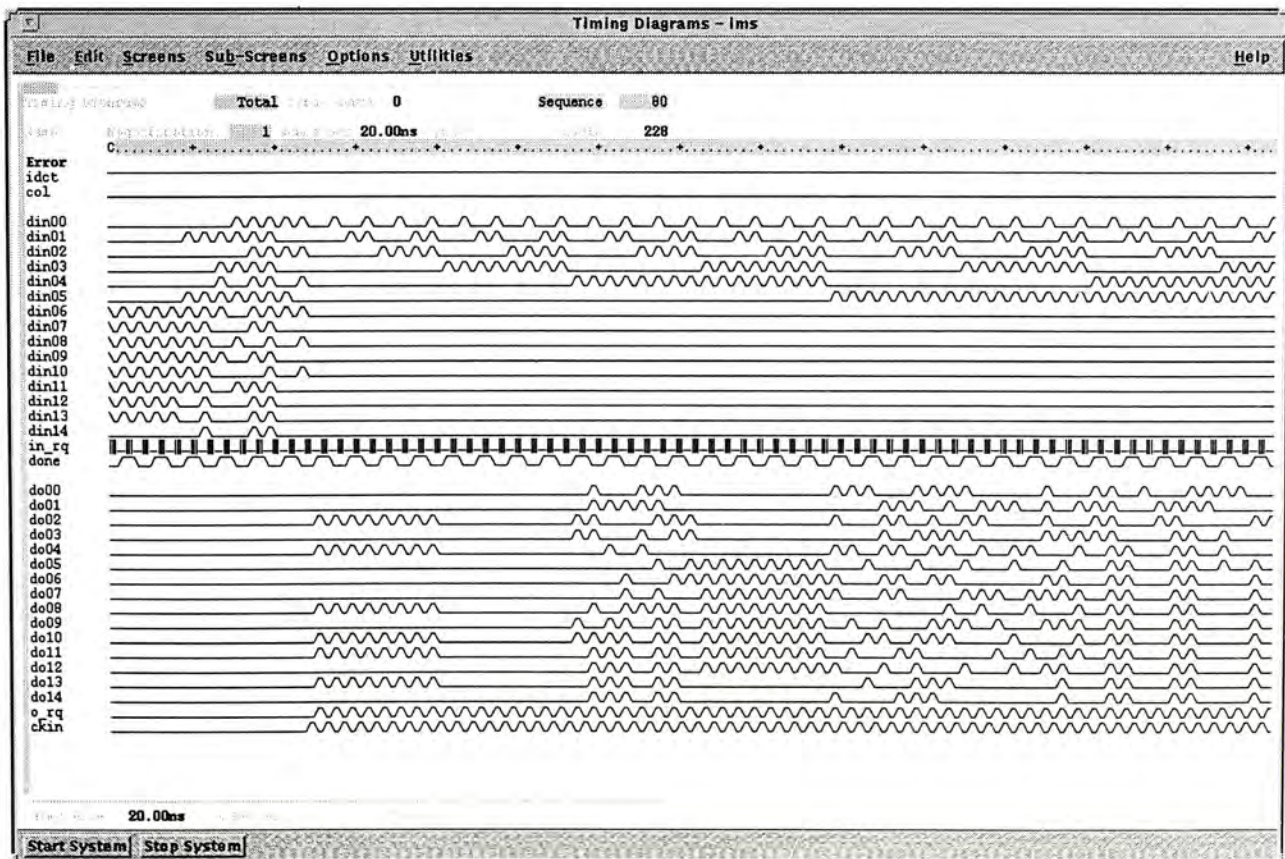 Timing Diagrams - ims
File Edit Screens Sub-Screens Options Utilities Help
Total 0 Sequence 80
1 20.00ns 228
Error
idct
col
din00
din01
din02
din03
din04
din05
din06
din07
din08
din09
din10
din11
din12
din13
din14
in_rq
done
do00
do01
do02
do03
do04
do05
do06
do07
do08
do09
do10
do11
do12
do13
do14
o_rq
ckin
20.00ns
Start System Stop System